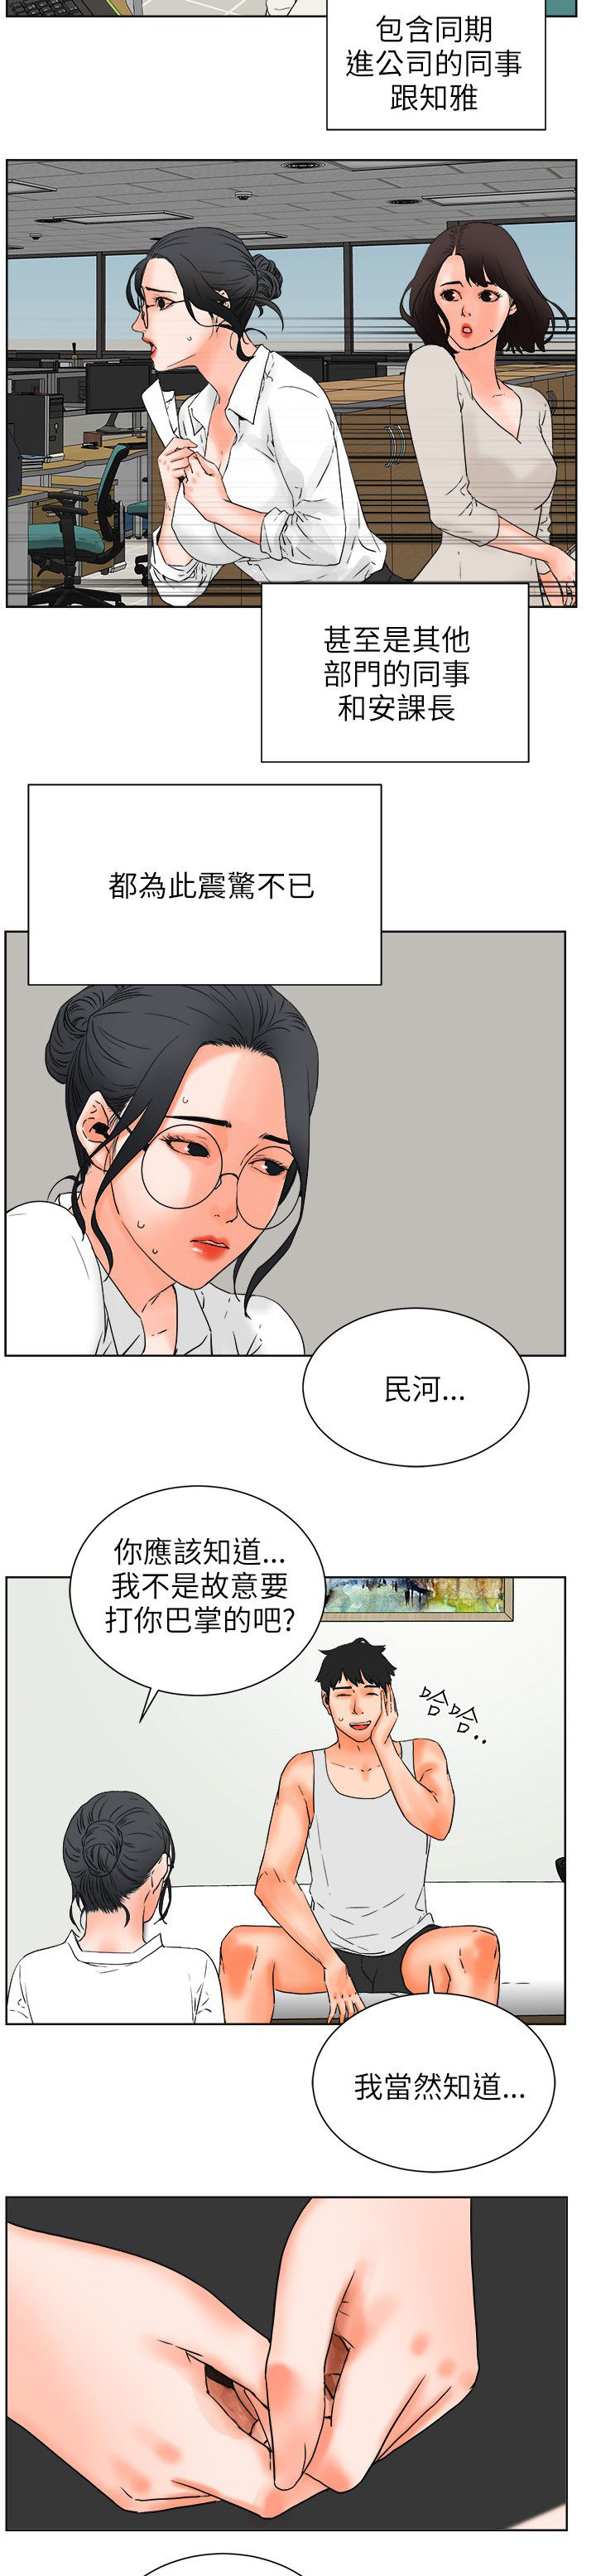 包含同期
進公司的同事
跟知雅
甚至是其他
部門的同事
和安課長
都為此震驚不已
民河…
你應該知道…
我不是故意要
打你巴掌的吧?
哈哈..
我當然知道…